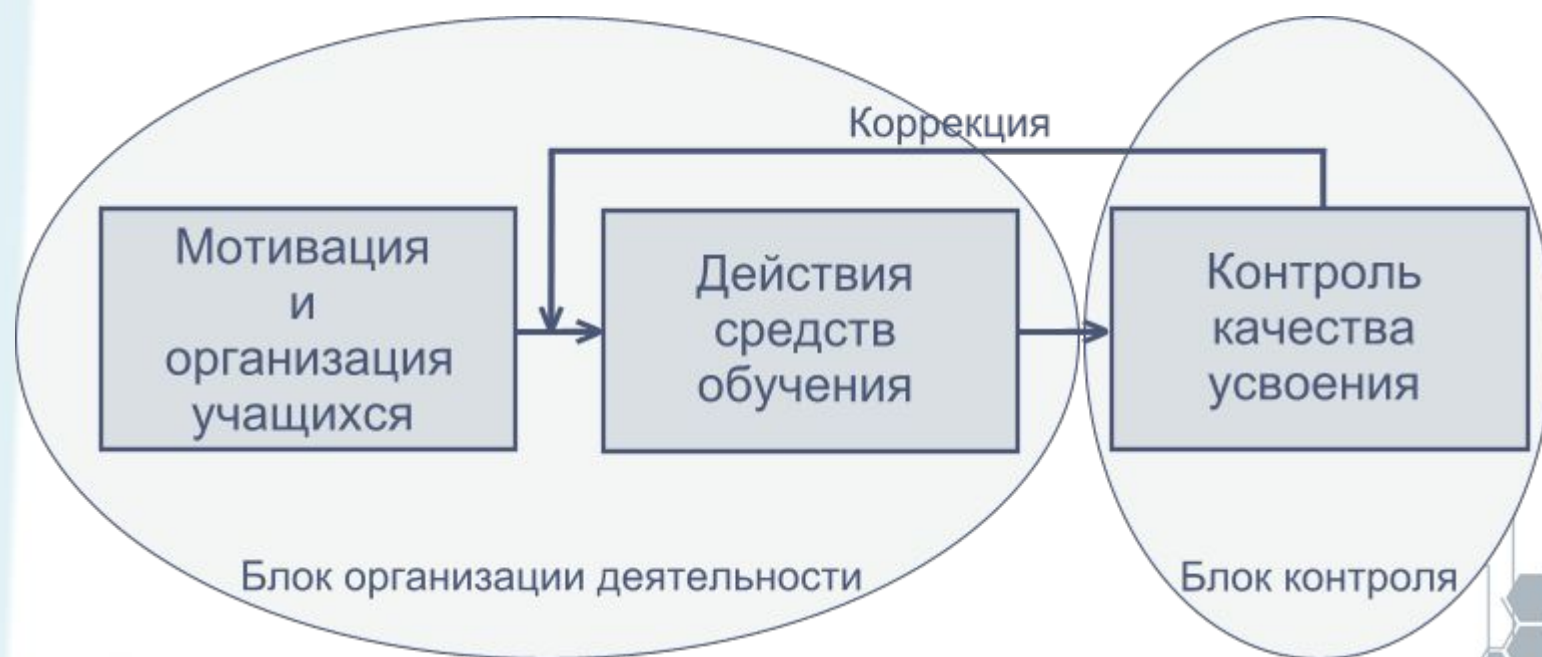 Коррекция
Мотивация
и
организация
учащихся
Действия
средств
обучения
Контроль
качества
усвоения
Блок организации деятельности
Блок контроля